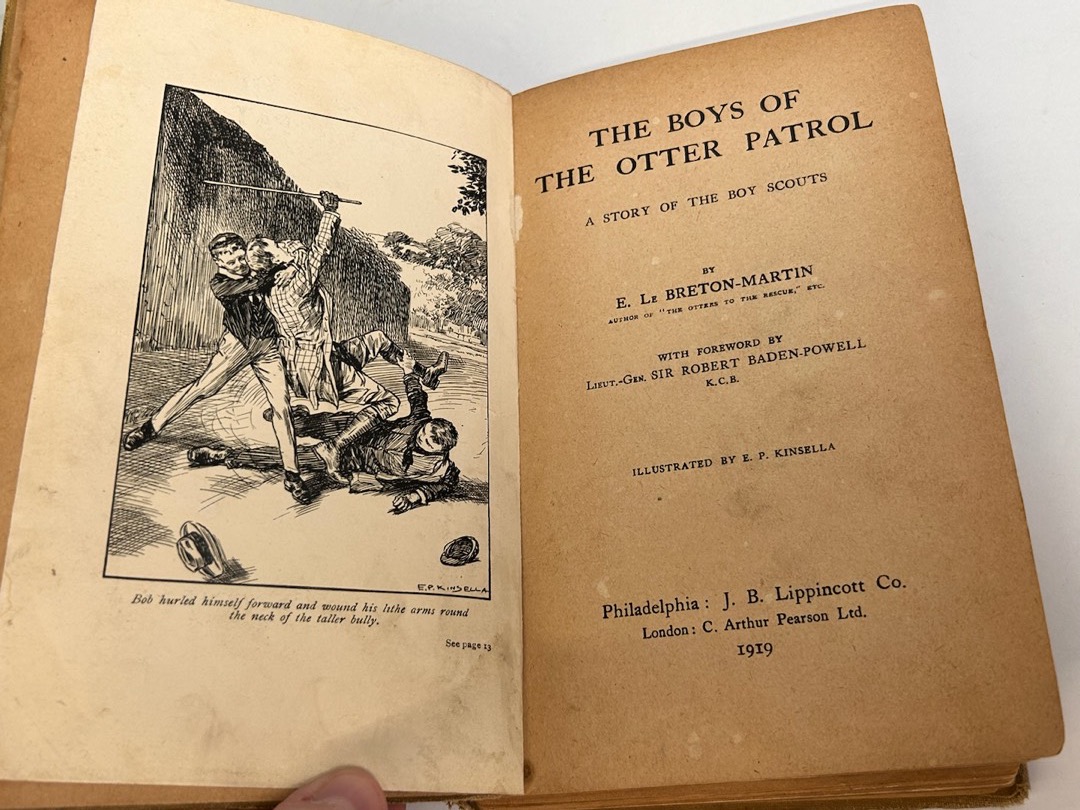 E.P. KINSELLA
Bob hurled himself forward and wound his lithe arms round
the neck of the taller bully.
See page 13
THE BOYS OF
THE OTTER PATROL
A STORY OF THE BOY SCOUTS
BY
E. LE BRETON-MARTIN
AUTHOR OF "THE OTTERS TO THE RESCUE," ETC.
WITH FOREWORD BY
LIEUT.-GEN. SIR ROBERT BADEN-POWELL
K.C.B.
ILLUSTRATED BY E. P. KINSELLA
Philadelphia: J. B. Lippincott Co.
London: C. Arthur Pearson Ltd.
1919